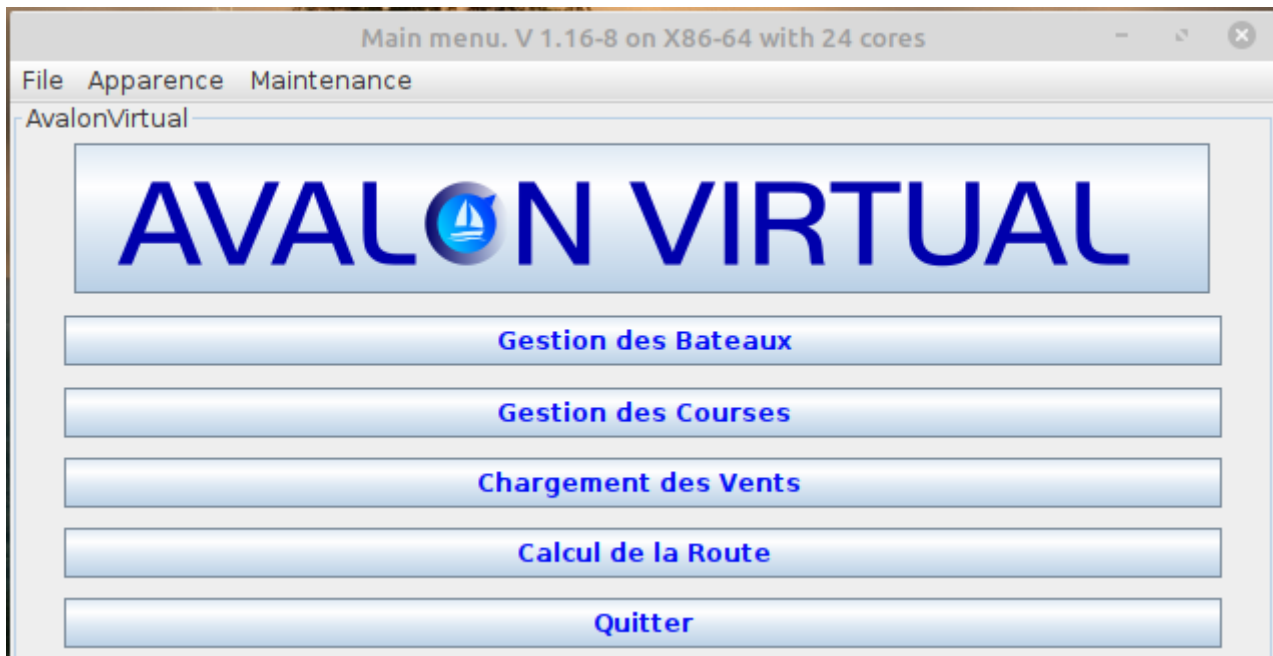 Main menu. V 1.16-8 on X86-64 with 24 cores
File Apparence Maintenance
AvalonVirtual
AVALON VIRTUAL
Gestion des Bateaux
Gestion des Courses
Chargement des Vents
Calcul de la Route
Quitter